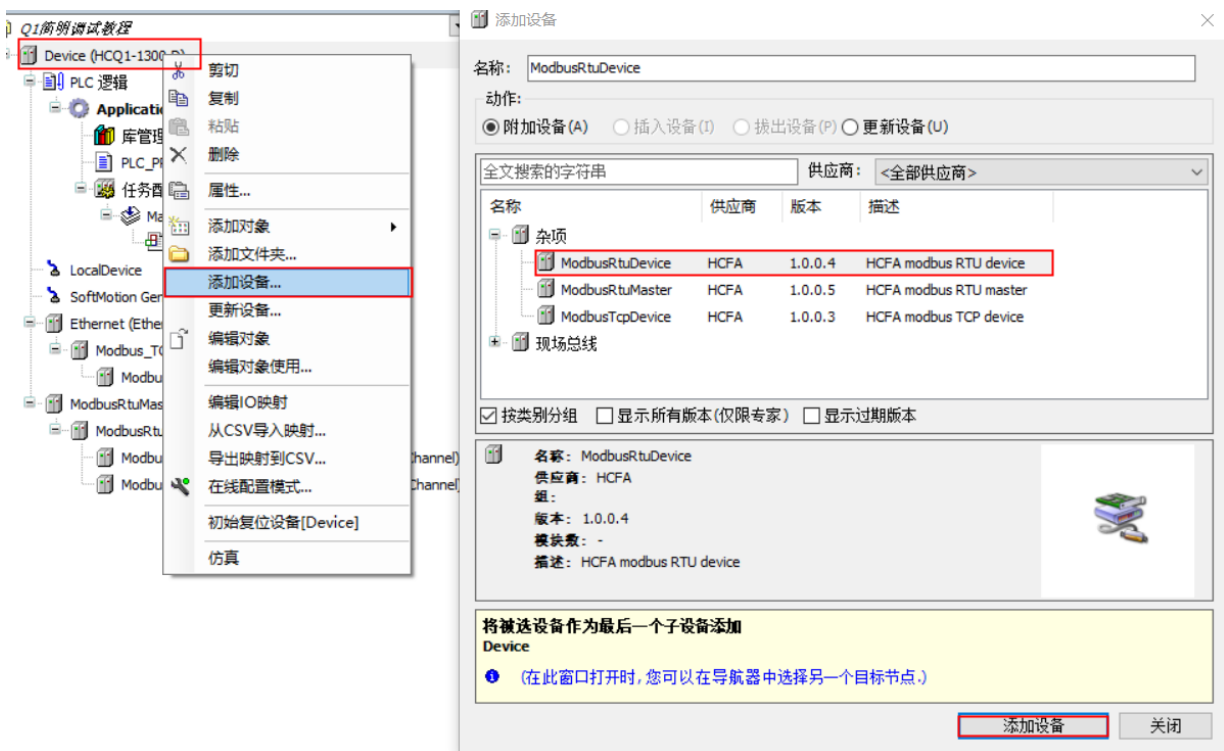 Q1简明调试教程
Device (HCQ1-1300-D)
PLC 逻辑
Applicati
库管理
PLC_P
任务酉
Ma
LocalDevice
SoftMotion Ger
Ethernet (Ether
Modbus_TC
Modbu
ModbusRtuMas
ModbusRtu
Modbu
hannel)
Modbu
Channel)
剪切
复制
粘贴
删除
属性...
添加对象
添加文件夹...
添加设备...
更新设备...
编辑对象
编辑对象使用...
编辑IO映射
从CSV导入映射...
导出映射到CSV...
在线配置模式...
初始复位设备[Device]
仿真
添加设备
名称: ModbusRtuDevice
动作:
附加设备(A) 插入设备(I) 拔出设备(P) 更新设备(U)
全文搜索的字符串 供应商: <全部供应商>
名称 供应商 版本 描述
杂项
ModbusRtuDevice HCFA 1.0.0.4 HCFA modbus RTU device
ModbusRtuMaster HCFA 1.0.0.5 HCFA modbus RTU master
ModbusTcpDevice HCFA 1.0.0.3 HCFA modbus TCP device
现场总线
按类别分组 显示所有版本(仅限专家) 显示过期版本
名称: ModbusRtuDevice
供应商: HCFA
组:
版本: 1.0.0.4
模块数: -
描述: HCFA modbus RTU device
将被选设备作为最后一个子设备添加
Device
(在此窗口打开时,您可以在导航器中选择另一个目标节点.)
添加设备 关闭